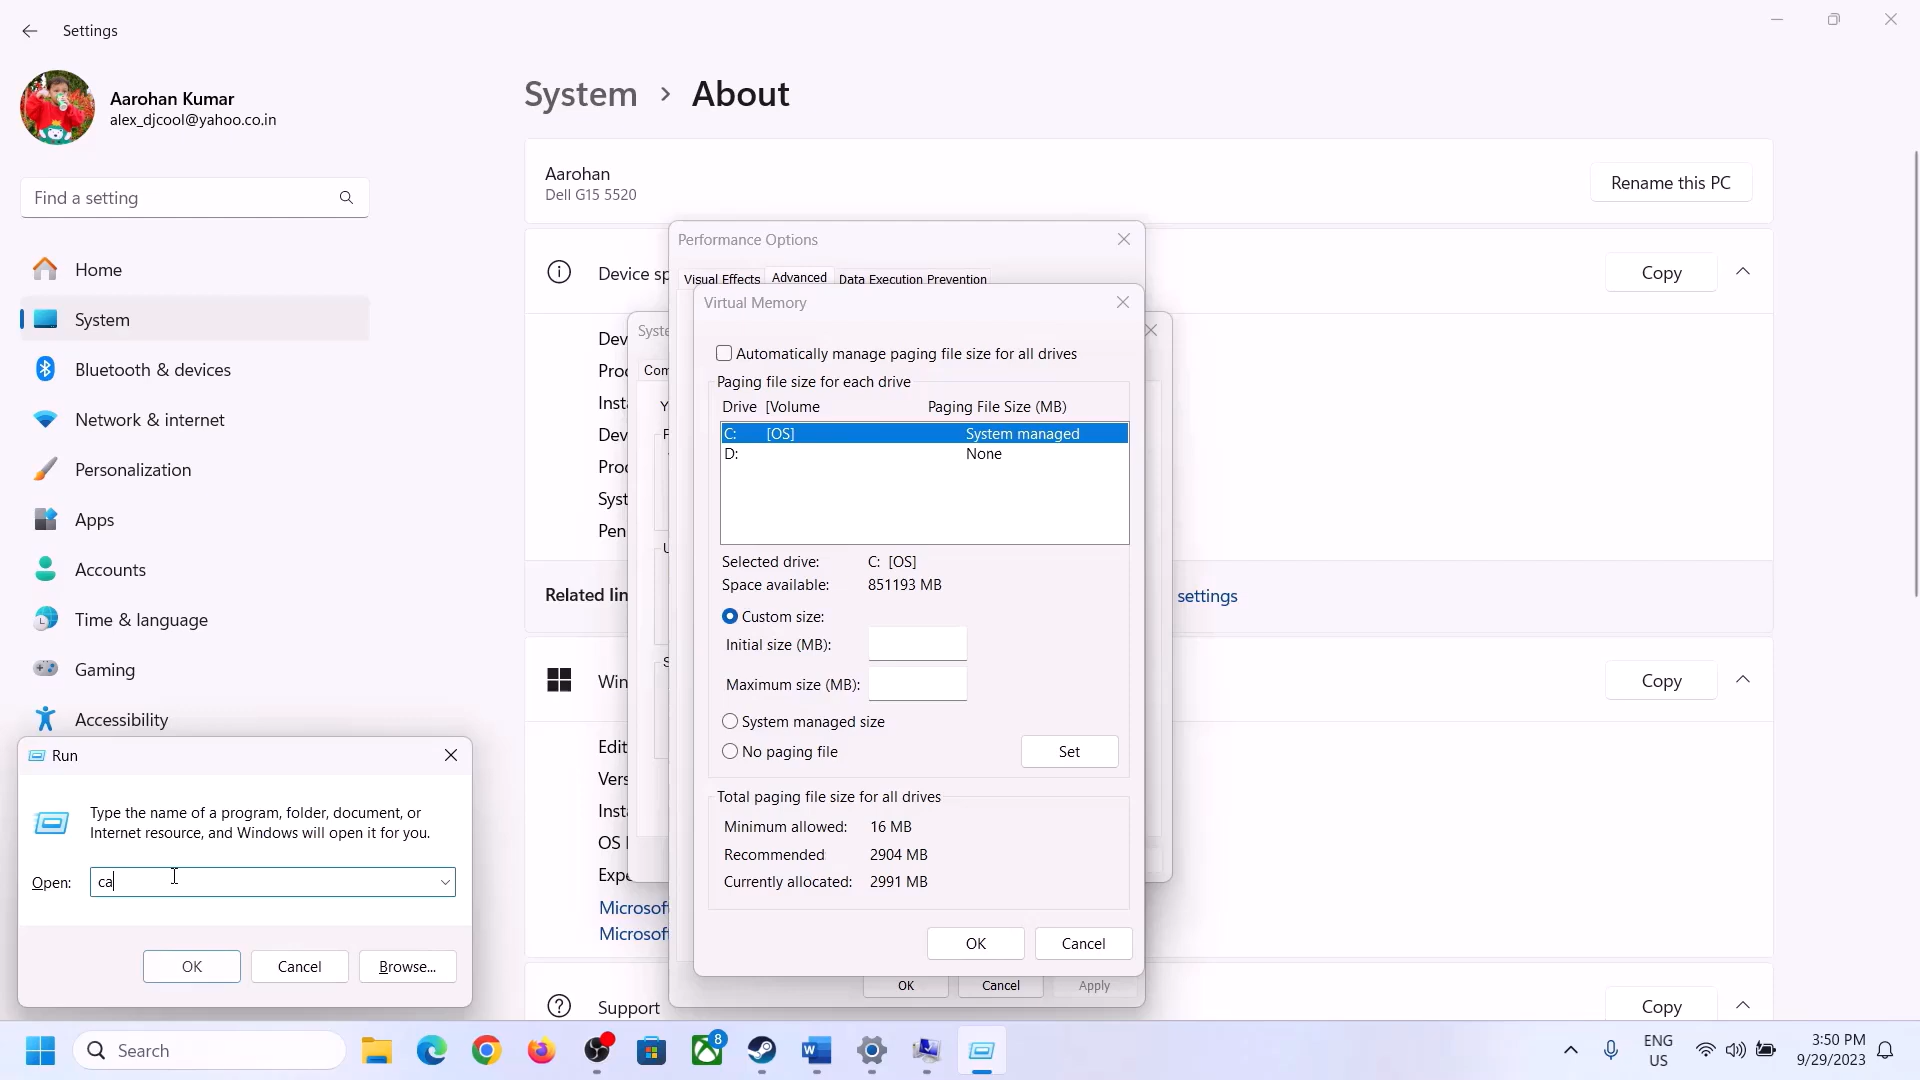 Settings
Aarohan Kumar
alex_djcool@yahoo.co.in
Find a setting
Home
System
Bluetooth & devices
Network & internet
Personalization
Apps
Accounts
Time & language
Gaming
Accessibility
System > About
Aarohan
Dell G15 5520
Rename this PC
Device sp
Copy
Related lin
settings
Copy
Support
Copy
Performance Options
Visual Effects
Advanced
Data Execution Prevention
OK
Cancel
Apply
Virtual Memory
Automatically manage paging file size for all drives
Paging file size for each drive
Drive [Volume Paging File Size (MB)
C: [OS] System managed
D: None
Selected drive: C: [OS]
Space available: 851193 MB
Custom size:
Initial size (MB):
Maximum size (MB):
System managed size
No paging file
Set
Total paging file size for all drives
Minimum allowed: 16 MB
Recommended 2904 MB
Currently allocated: 2991 MB
OK
Cancel
Run
Type the name of a program, folder, document, or
Internet resource, and Windows will open it for you.
Open: ca
OK
Cancel
Browse...
Search
8
ENG
US
3:50 PM
9/29/2023